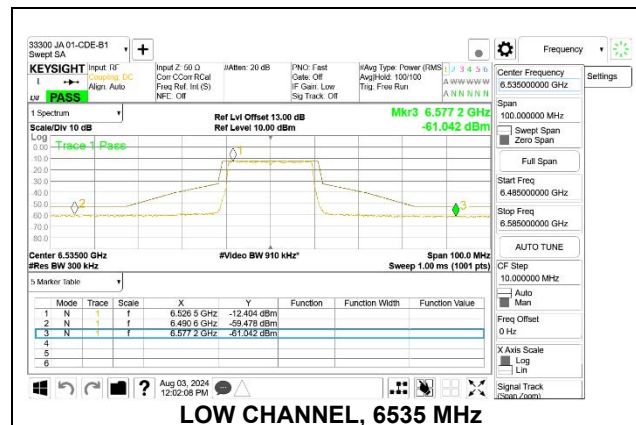 33300 JA 01-CDE-B1
Swept SA
Frequency
KEYSIGHT
Input: RF
Coupling: DC
Align: Auto
Input Z: 50 Ω
Corr CCorr RCal
Freq Ref: Int (S)
NFE: Off
#Atten: 20 dB
PNO: Fast
Gate: Off
IF Gain: Low
Sig Track: Off
#Avg Type: Power (RMS
Avg|Hold: 100/100
Trig: Free Run
1 2 3 4 5
A W W W W W
A N N N N N
LXI
PASS
1 Spectrum
Scale/Div 10 dB
Ref Lvl Offset 13.00 dB
Ref Level 10.00 dBm
Mkr3 6.577 2 GHz
-61.042 dBm
Log
Trace 1 Pass
0.00
-10.0
-20.0
-30.0
-40.0
-50.0
-60.0
-70.0
-80.0
1
2
3
Center 6.53500 GHz
#Res BW 300 kHz
#Video BW 910 kHz*
Span 100.0 MHz
Sweep 1.00 ms (1001 pts)
5 Marker Table
Mode Trace Scale X Y Function Function Width Function Value
1 N 1 f 6.526 5 GHz -12.404 dBm
2 N 1 f 6.490 6 GHz -59.478 dBm
3 N 1 f 6.577 2 GHz -61.042 dBm
4
5
6
Aug 03, 2024
12:02:08 PM
Center Frequency
6.535000000 GHz
Settings
Span
100.000000 MHz
Swept Span
Zero Span
Full Span
Start Freq
6.485000000 GHz
Stop Freq
6.585000000 GHz
AUTO TUNE
CF Step
10.000000 MHz
Auto
Man
Freq Offset
0 Hz
X Axis Scale
Log
Lin
Signal Track
(Span Zoom)
LOW CHANNEL, 6535 MHz